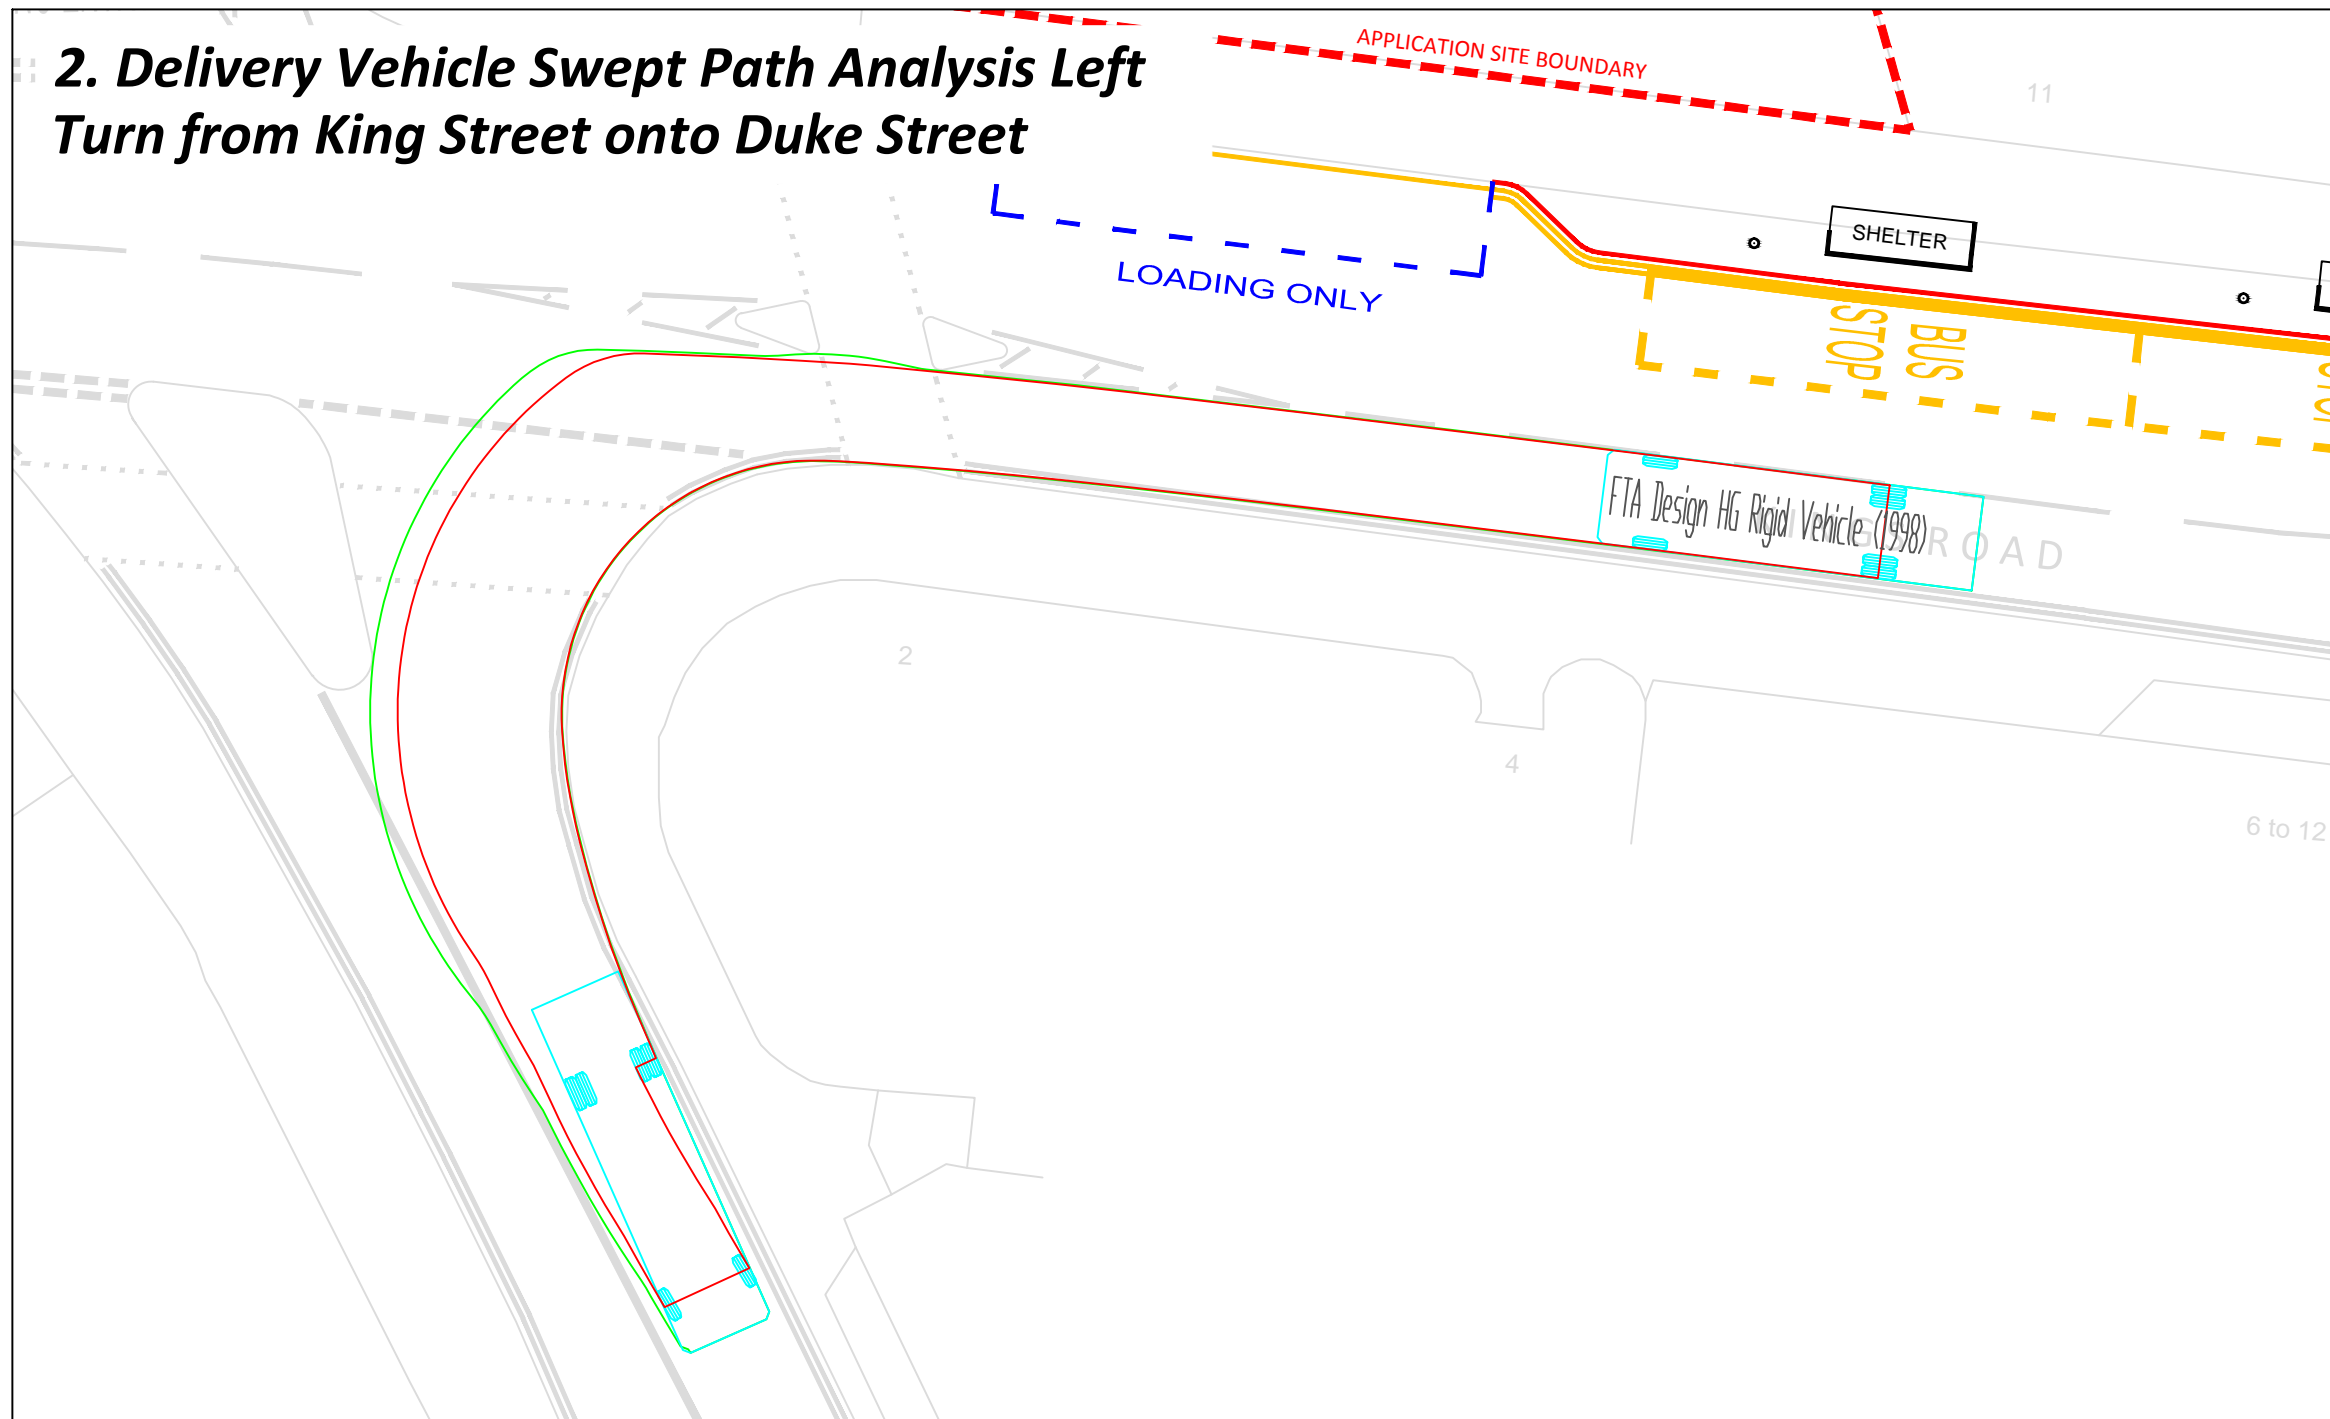 2. Delivery Vehicle Swept Path Analysis Left
Turn from King Street onto Duke Street
APPLICATION SITE BOUNDARY
11
SHELTER
LOADING ONLY
BUS
STOP
FTA Design HG Rigid Vehicle (1998)
KINGS ROAD
2
4
6 to 12